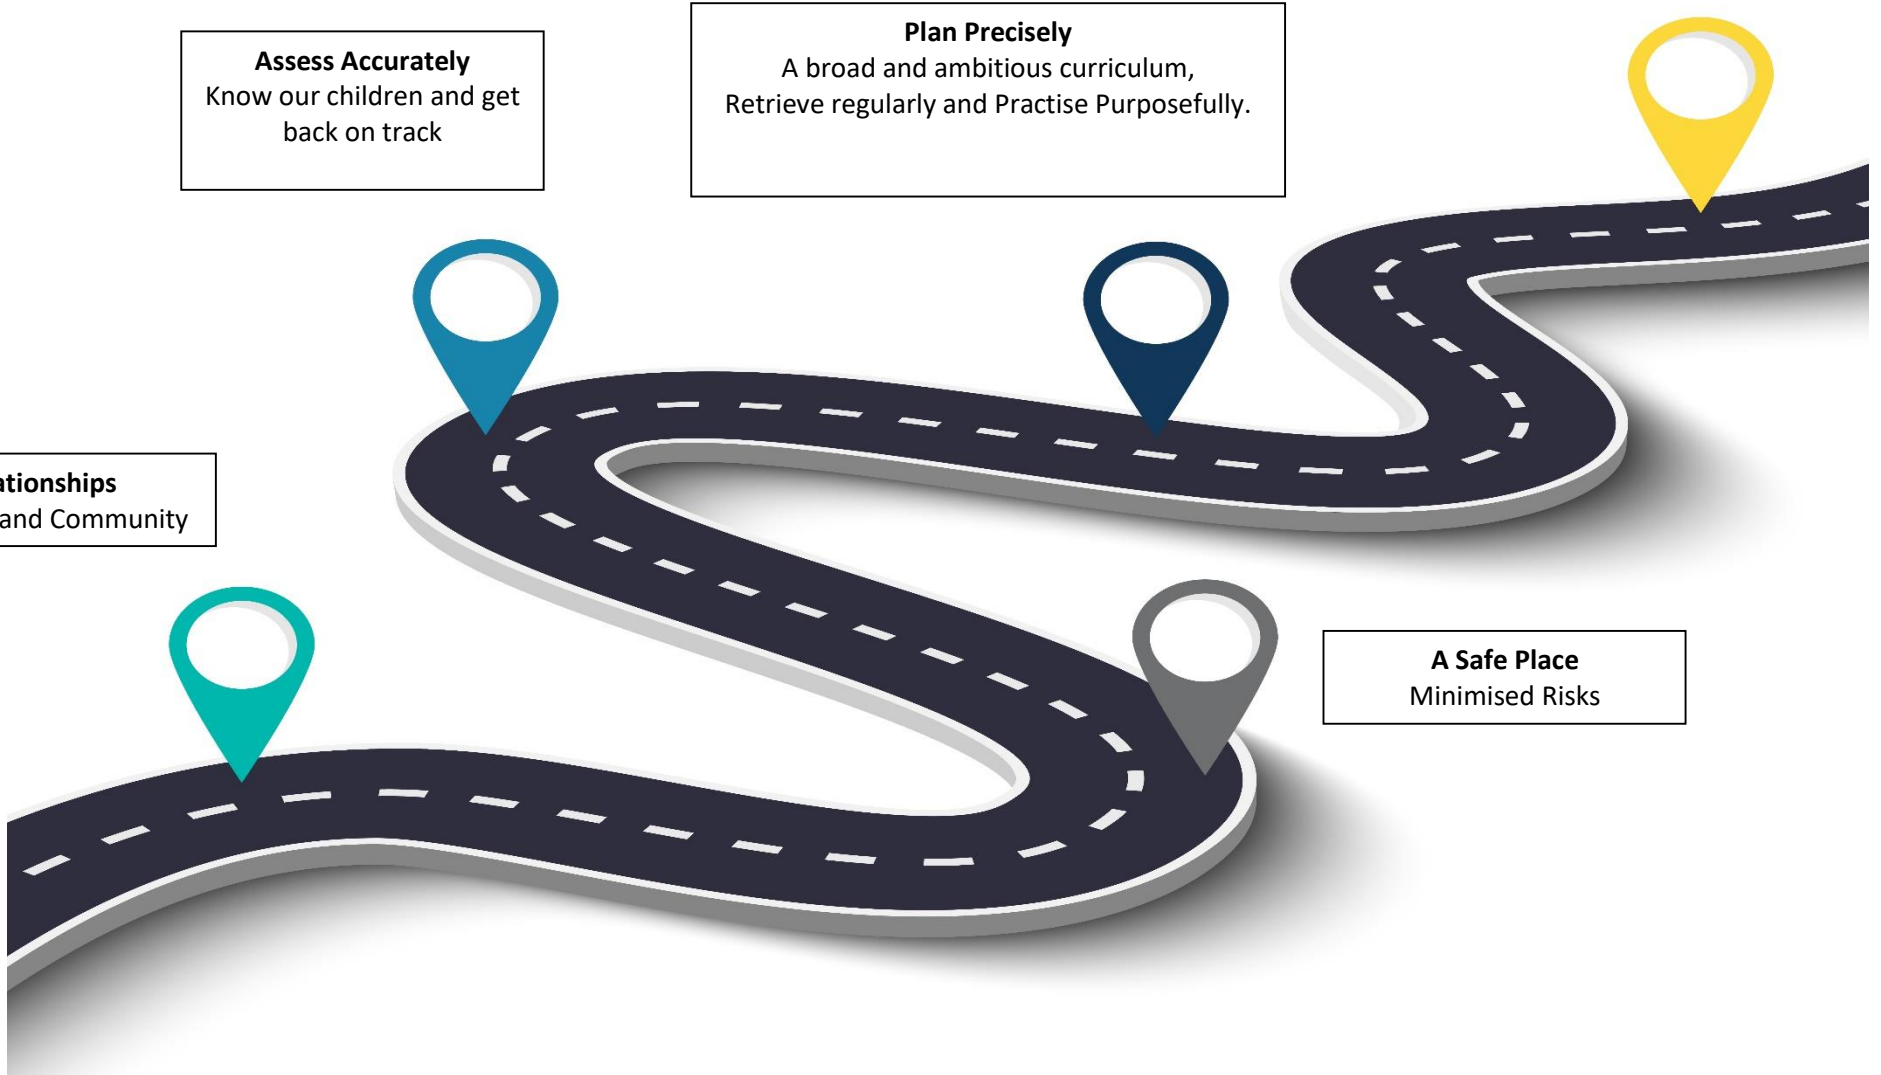 Assess Accurately
Know our children and get
back on track
Plan Precisely
A broad and ambitious curriculum,
Retrieve regularly and Practise Purposefully.
and Community
A Safe Place
Minimised Risks